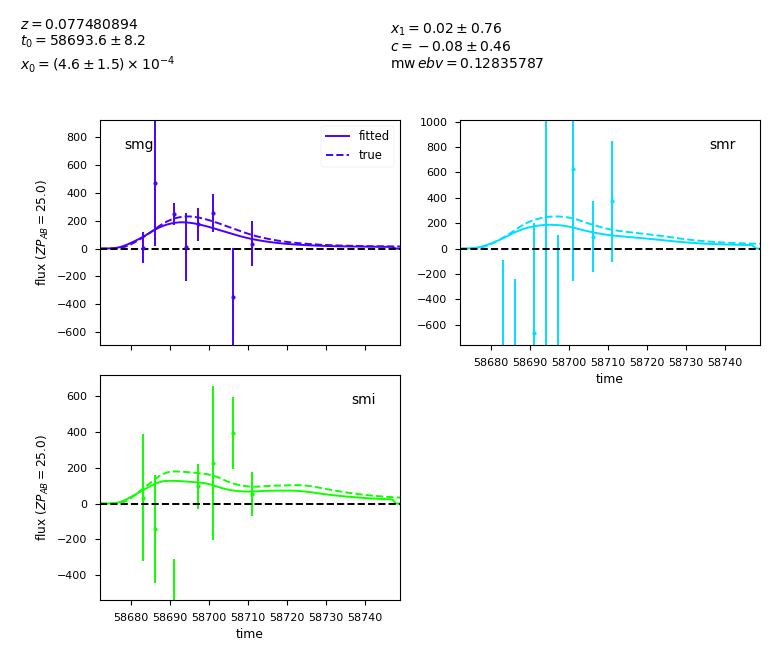 z = 0.077480894
t₀ = 58693.6 ± 8.2
x₀ = (4.6 ± 1.5) × 10⁻⁴
x₁ = 0.02 ± 0.76
c = −0.08 ± 0.46
mw ebv = 0.12835787
smg
fitted
true
800
600
400
200
0
−200
−400
−600
flux (ZP_AB = 25.0)
smr
1000
800
600
400
200
0
−200
−400
−600
58680 58690 58700 58710 58720 58730 58740
time
smi
600
400
200
0
−200
−400
flux (ZP_AB = 25.0)
58680 58690 58700 58710 58720 58730 58740
time